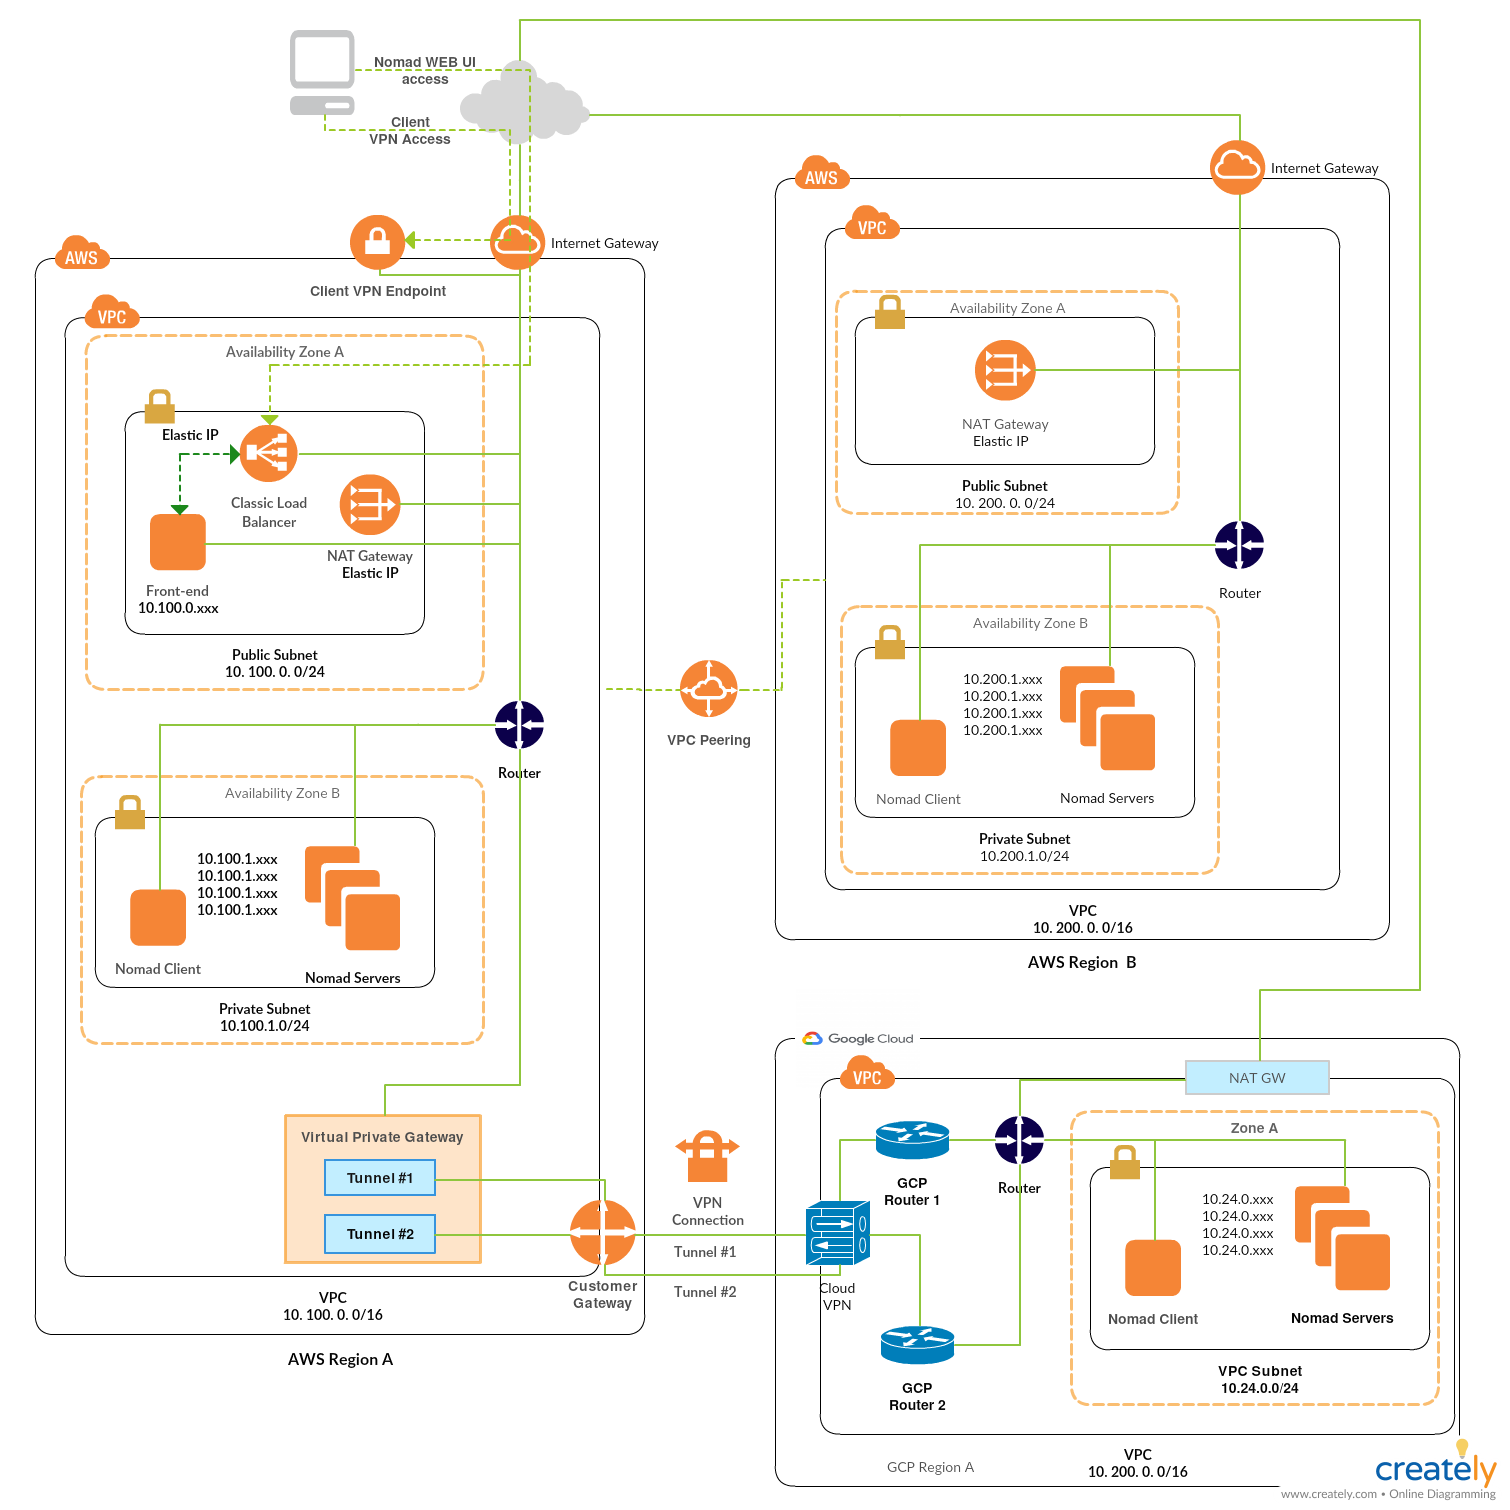 Nomad WEB UI
access
Client
VPN Access
Internet Gateway
AWS
Client VPN Endpoint
VPC
Availability Zone A
Elastic IP
Classic Load
Balancer
NAT Gateway
Elastic IP
Front-end
10.100.0.xxx
Public Subnet
10. 100. 0. 0/24
Router
Availability Zone B
10.100.1.xxx
10.100.1.xxx
10.100.1.xxx
10.100.1.xxx
Nomad Client
Nomad Servers
Private Subnet
10.100.1.0/24
Virtual Private Gateway
Tunnel #1
Tunnel #2
Customer
Gateway
VPC
10. 100. 0. 0/16
AWS Region A
VPC Peering
VPN
Connection
Tunnel #1
Tunnel #2
AWS
Internet Gateway
VPC
Availability Zone A
NAT Gateway
Elastic IP
Public Subnet
10. 200. 0. 0/24
Router
Availability Zone B
10.200.1.xxx
10.200.1.xxx
10.200.1.xxx
10.200.1.xxx
Nomad Client
Nomad Servers
Private Subnet
10.200.1.0/24
VPC
10. 200. 0. 0/16
AWS Region B
Google Cloud
VPC
NAT GW
GCP
Router 1
Router
Cloud
VPN
GCP
Router 2
Zone A
10.24.0.xxx
10.24.0.xxx
10.24.0.xxx
10.24.0.xxx
Nomad Client
Nomad Servers
VPC Subnet
10.24.0.0/24
GCP Region A
VPC
10. 200. 0. 0/16
creately
www.creately.com • Online Diagramming